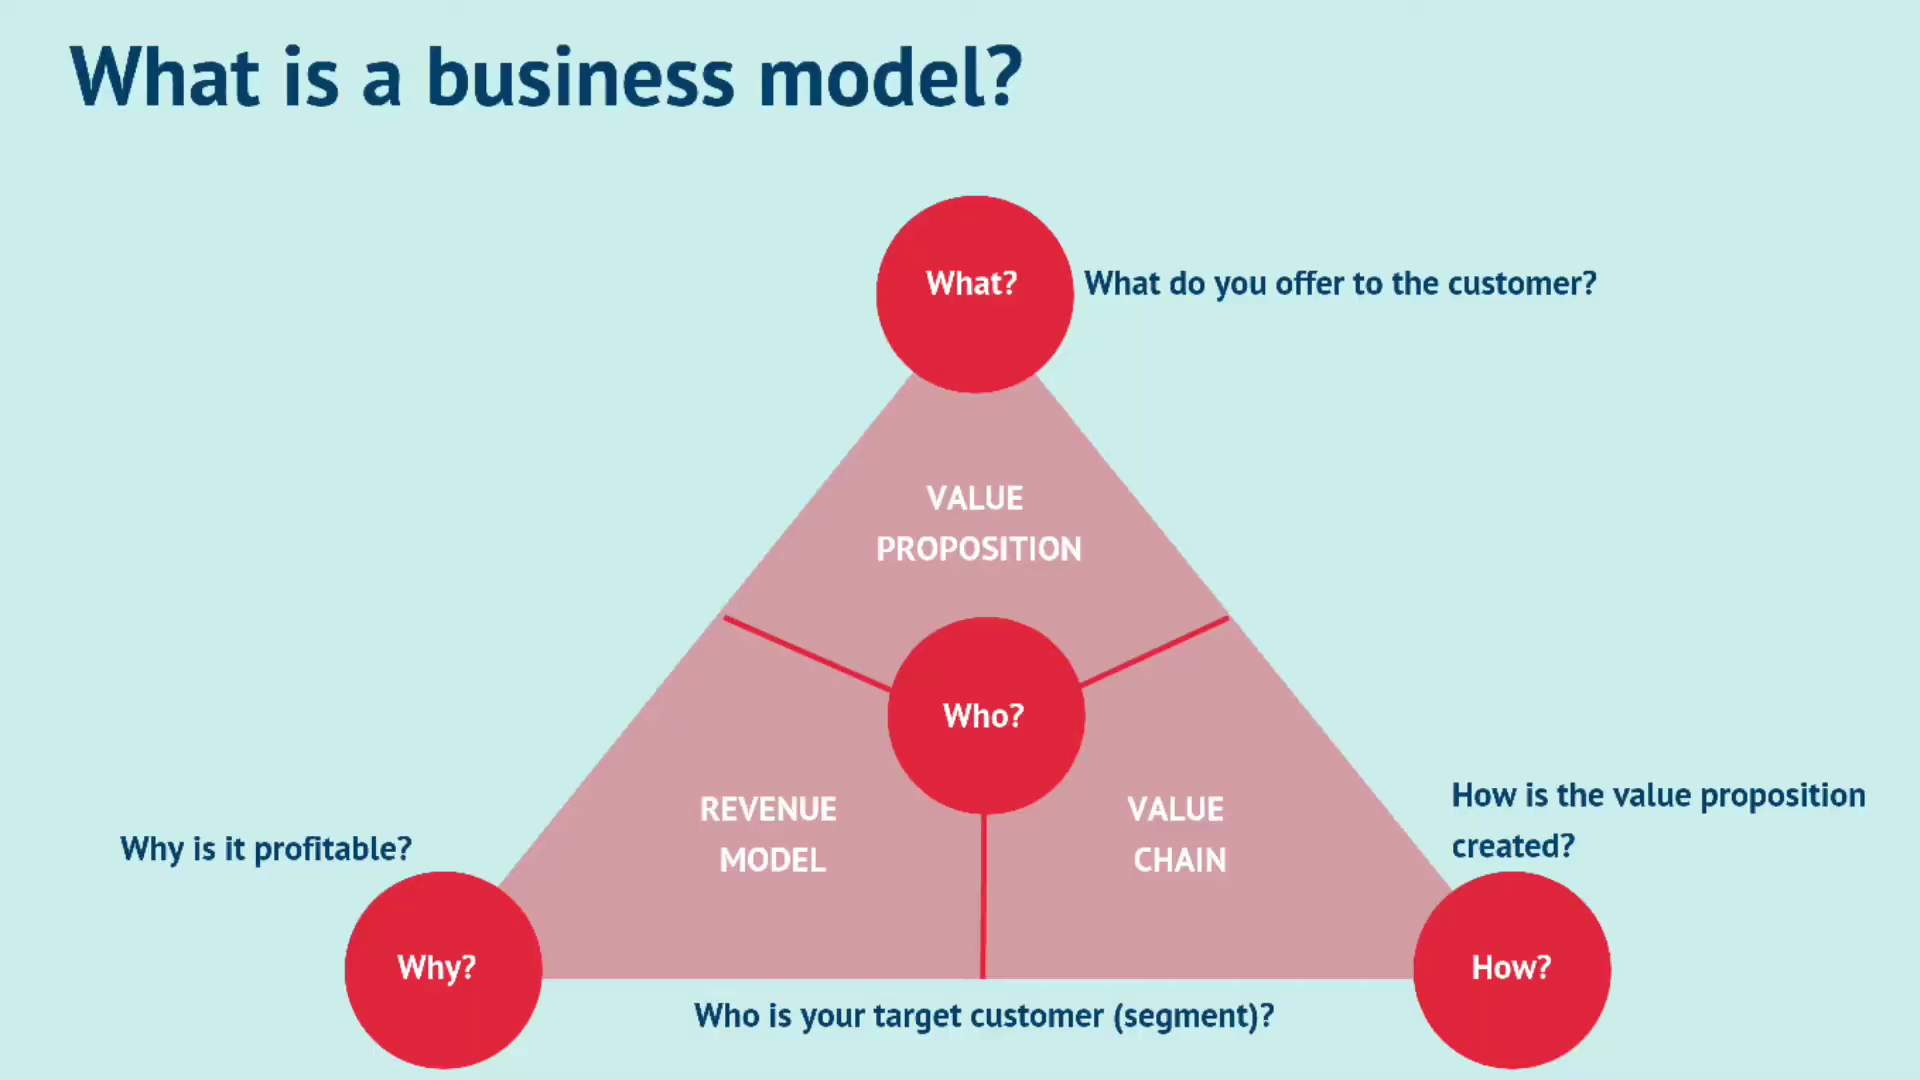 What is a business model?
What?
What do you offer to the customer?
VALUE
PROPOSITION
Who?
REVENUE
MODEL
VALUE
CHAIN
How is the value proposition
created?
Why is it profitable?
Why?
How?
Who is your target customer (segment)?